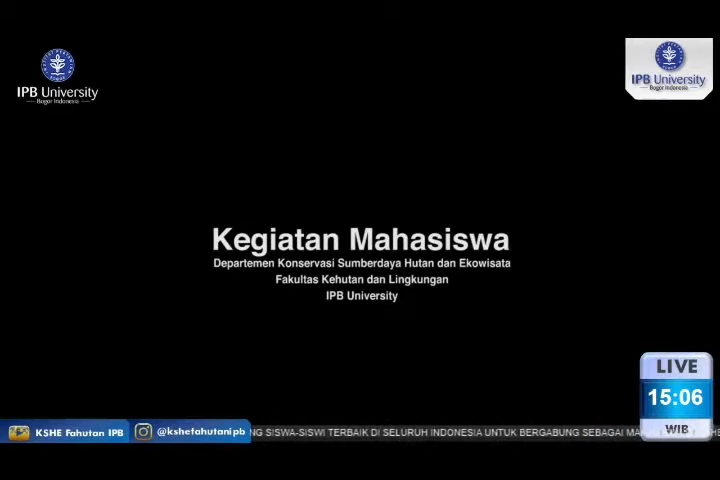 IPB University
Bogor Indonesia
IPB University
Bogor Indonesia
Kegiatan Mahasiswa
Departemen Konservasi Sumberdaya Hutan dan Ekowisata
Fakultas Kehutan dan Lingkungan
IPB University
LIVE
15:06
WIB
KSHE Fahutan IPB
@kshefahutanipb
NG SISWA-SISWI TERBAIK DI SELURUH INDONESIA UNTUK BERGABUNG SEBAGAI